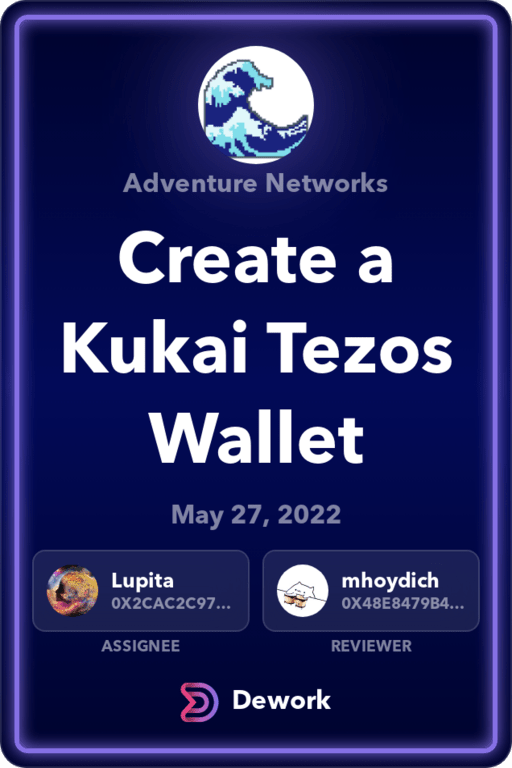 Adventure Networks
Create a
Kukai Tezos
Wallet
May 27, 2022
Lupita
0X2CAC2C97...
ASSIGNEE
mhoydich
0X48E8479B4...
REVIEWER
Dework